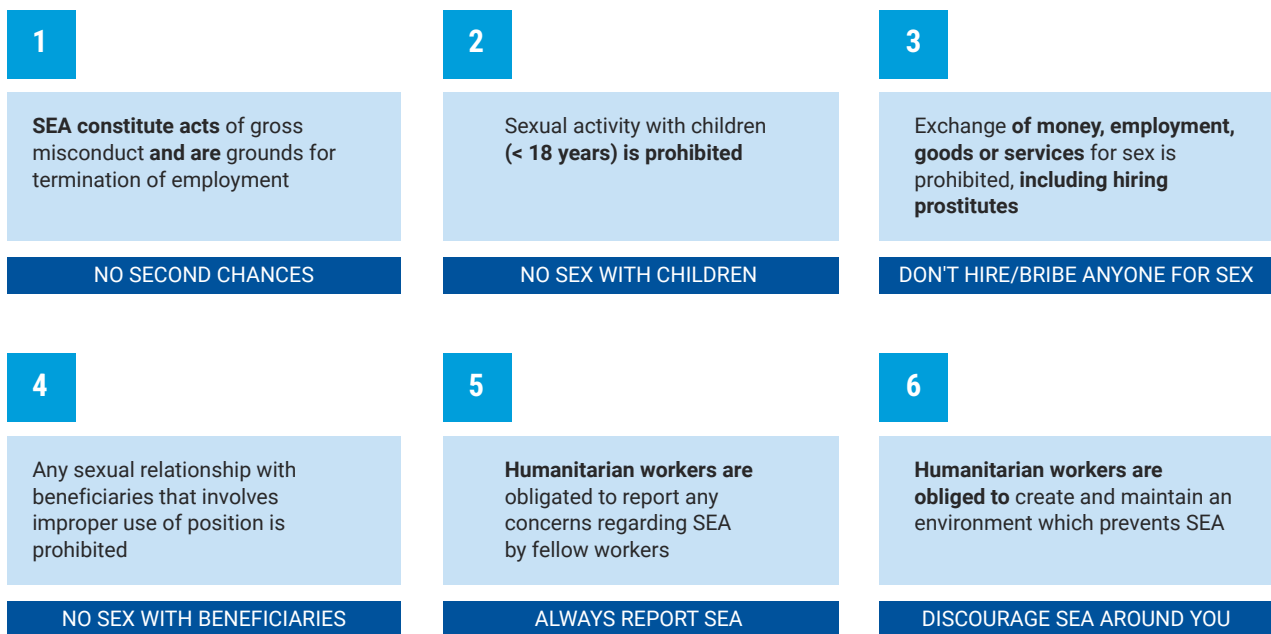 1
SEA constitute acts of gross
misconduct and are grounds for
termination of employment
NO SECOND CHANCES
2
Sexual activity with children
(< 18 years) is prohibited
NO SEX WITH CHILDREN
3
Exchange of money, employment,
goods or services for sex is
prohibited, including hiring
prostitutes
DON'T HIRE/BRIBE ANYONE FOR SEX
4
Any sexual relationship with
beneficiaries that involves
improper use of position is
prohibited
NO SEX WITH BENEFICIARIES
5
Humanitarian workers are
obligated to report any
concerns regarding SEA
by fellow workers
ALWAYS REPORT SEA
6
Humanitarian workers are
obliged to create and maintain an
environment which prevents SEA
DISCOURAGE SEA AROUND YOU